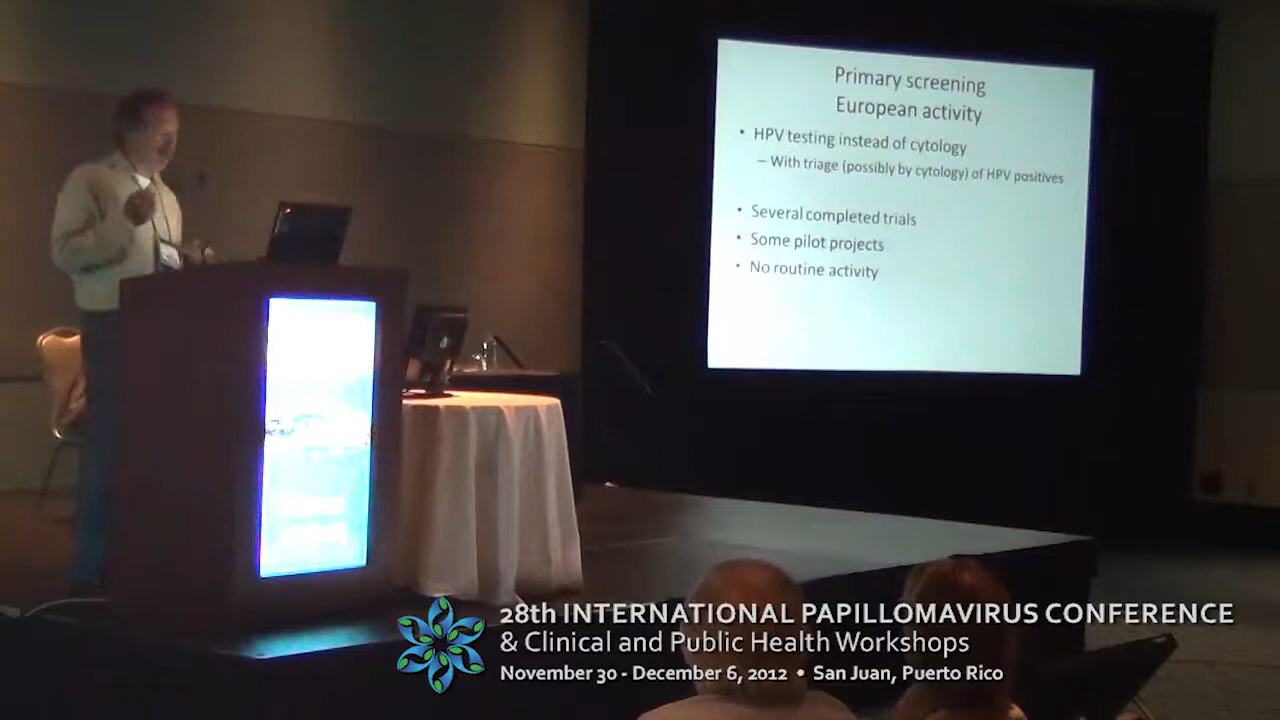 Primary screening
European activity
• HPV testing instead of cytology
– With triage (possibly by cytology) of HPV positives
• Several completed trials
• Some pilot projects
• No routine activity
28th INTERNATIONAL PAPILLOMAVIRUS CONFERENCE
& Clinical and Public Health Workshops
November 30 - December 6, 2012 • San Juan, Puerto Rico